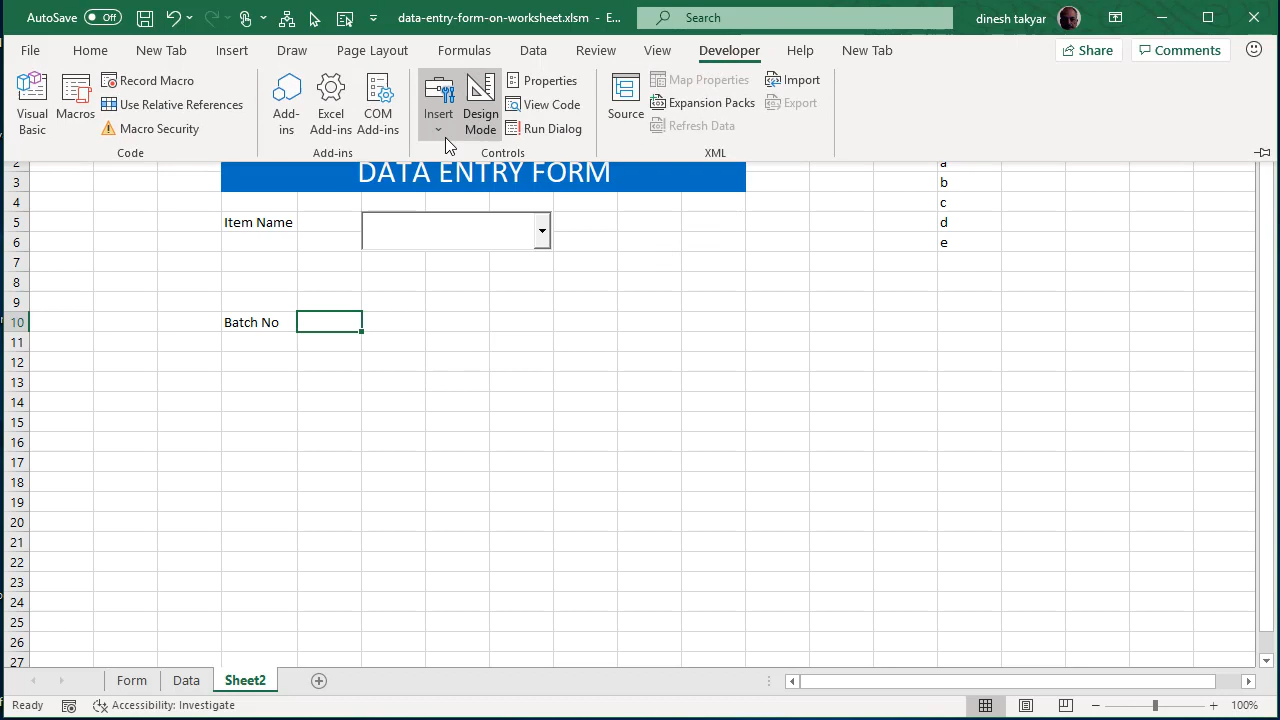 AutoSave Off data-entry-form-on-worksheet.xlsm - E... Search dinesh takyar
File Home New Tab Insert Draw Page Layout Formulas Data Review View Developer Help New Tab Share Comments
Visual Basic
Macros
Record Macro
Use Relative References
Macro Security
Code
Add-ins
Excel Add-ins
COM Add-ins
Add-ins
Insert
Design Mode
Properties
View Code
Run Dialog
Controls
Source
Map Properties
Expansion Packs
Refresh Data
Import
Export
XML
2 a
3 DATA ENTRY FORM b
4 c
5 Item Name d
6 e
7
8
9
10 Batch No
11
12
13
14
15
16
17
18
19
20
21
22
23
24
25
26
27
Form Data Sheet2
Ready Accessibility: Investigate 100%